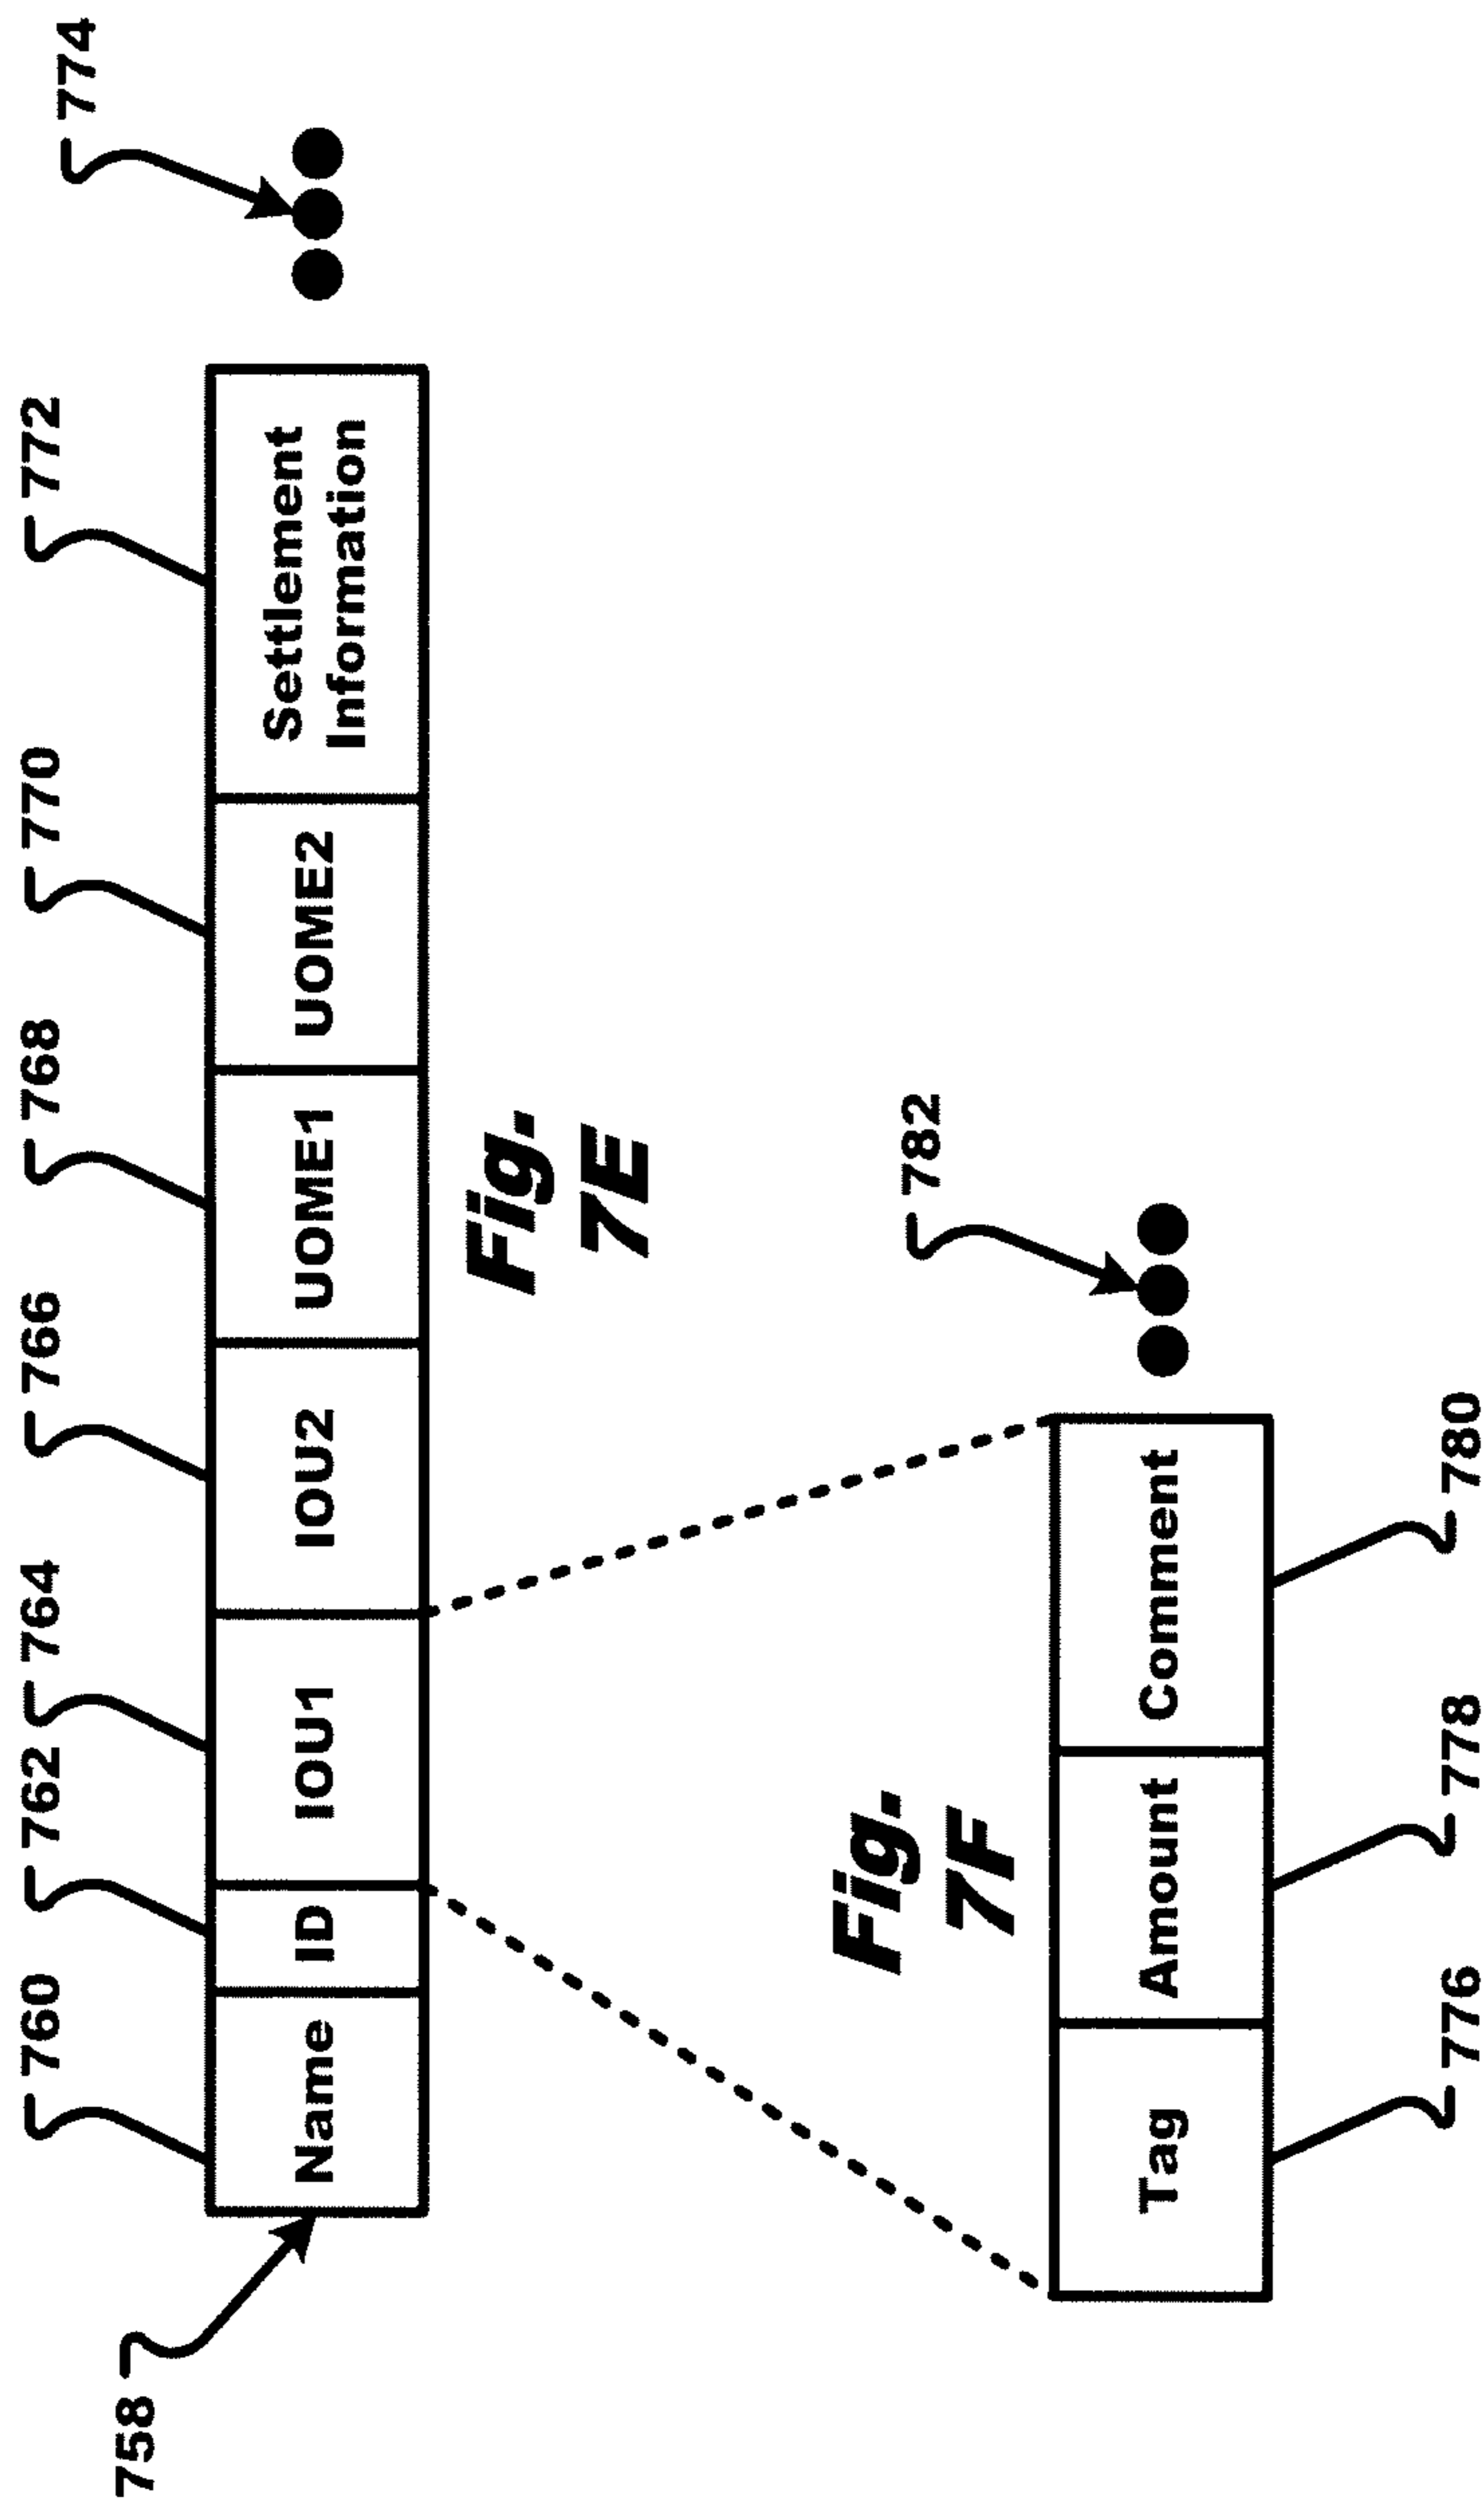 758
760
762
764
766
768
770
772
774
Name
ID
IOU1
IOU2
UOME1
UOME2
Settlement
Information
Fig.
7E
Fig.
7F
782
Tag
Amount
Comment
776
778
780